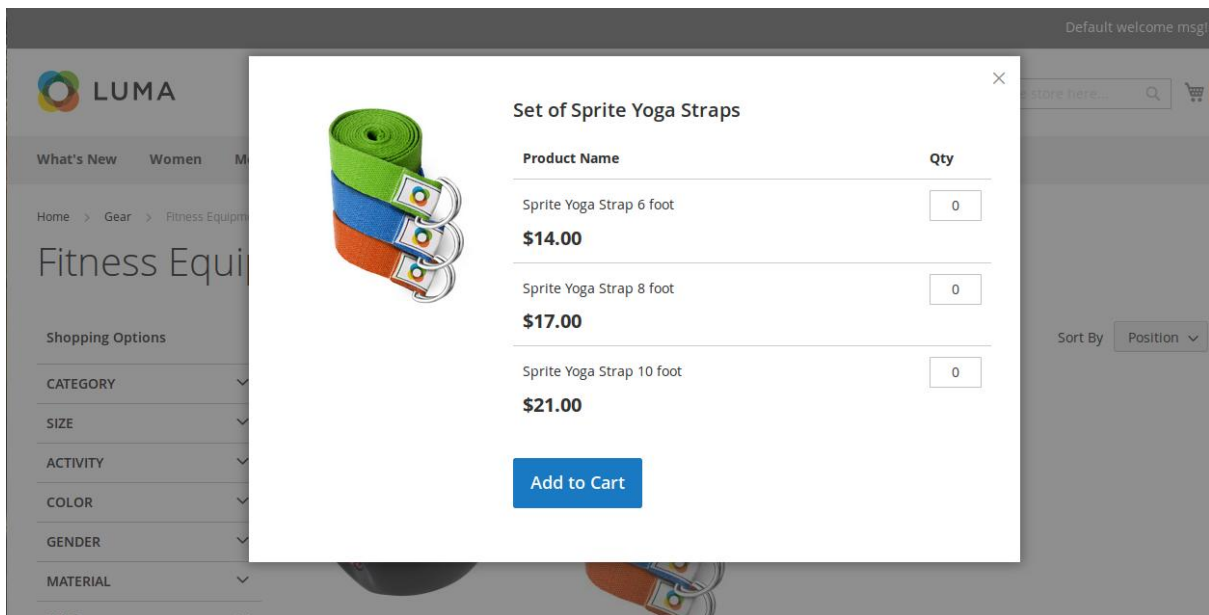 Default welcome msg!
LUMA
store here...
What's New Women
Home > Gear > Fitness Equipm
Fitness Equip
Shopping Options
CATEGORY
SIZE
ACTIVITY
COLOR
GENDER
MATERIAL
Sort By Position
Set of Sprite Yoga Straps
Product Name Qty
Sprite Yoga Strap 6 foot 0
$14.00
Sprite Yoga Strap 8 foot 0
$17.00
Sprite Yoga Strap 10 foot 0
$21.00
Add to Cart